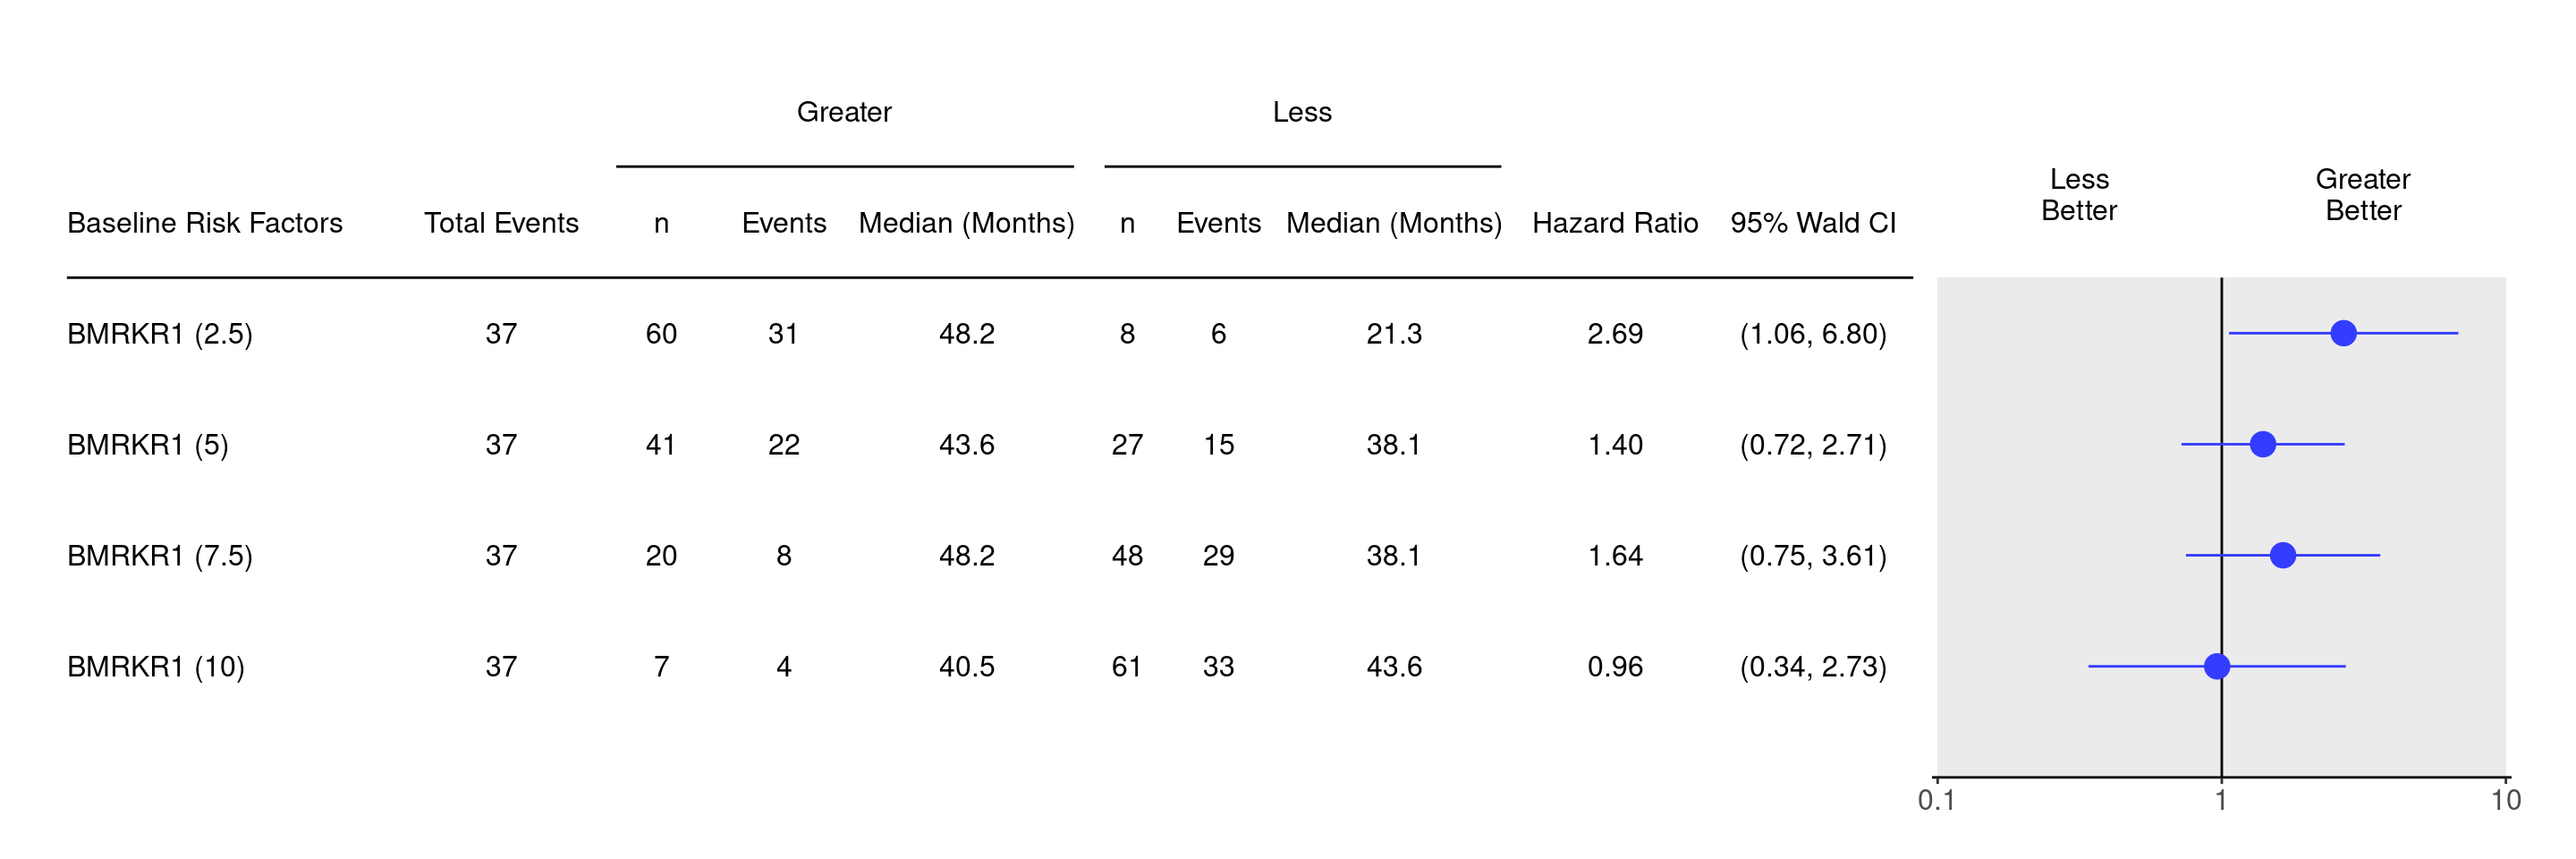 Greater Less
Less Greater
Better Better
Baseline Risk Factors Total Events n Events Median (Months) n Events Median (Months) Hazard Ratio 95% Wald CI
BMRKR1 (2.5) 37 60 31 48.2 8 6 21.3 2.69 (1.06, 6.80)
BMRKR1 (5) 37 41 22 43.6 27 15 38.1 1.40 (0.72, 2.71)
BMRKR1 (7.5) 37 20 8 48.2 48 29 38.1 1.64 (0.75, 3.61)
BMRKR1 (10) 37 7 4 40.5 61 33 43.6 0.96 (0.34, 2.73)
0.1 1 10